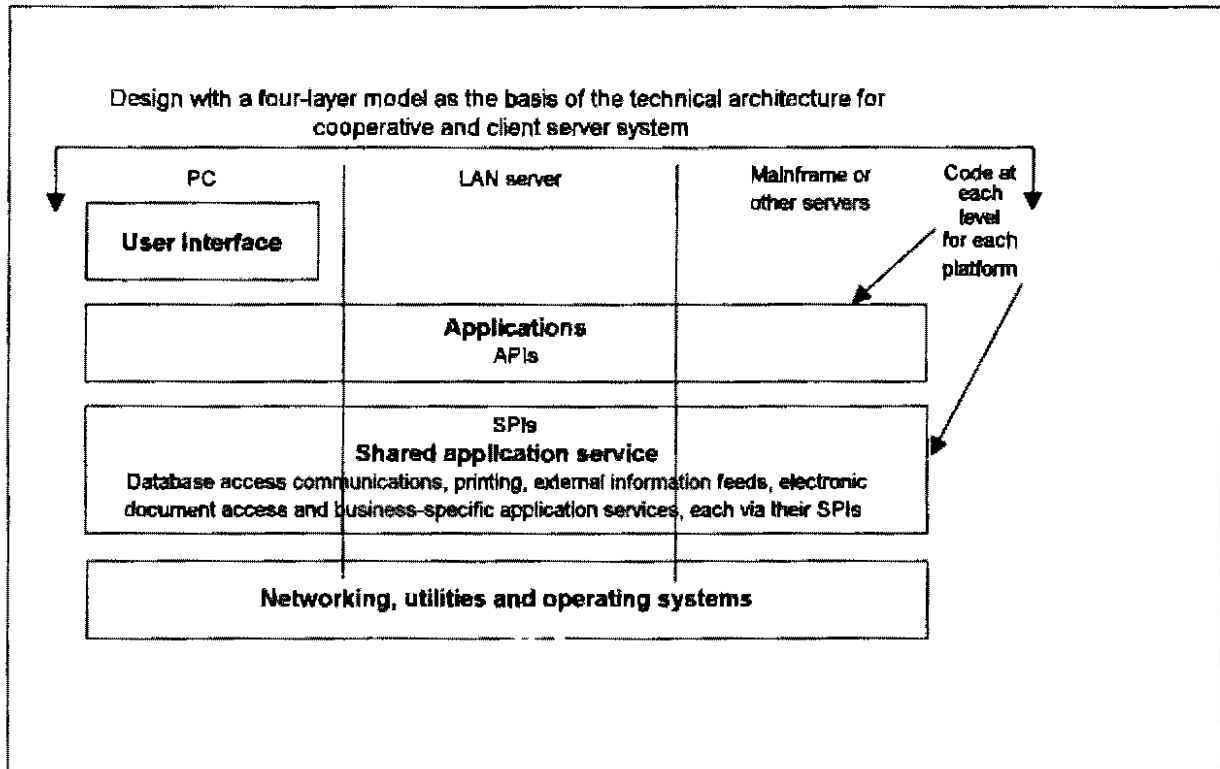 Design with a four-layer model as the basis of the technical architecture for
cooperative and client server system
PC
LAN server
Mainframe or
other servers
Code at
each
level
for each
platform
User Interface
Applications
APIs
SPIs
Shared application service
Database access communications, printing, external information feeds, electronic
document access and business-specific application services, each via their SPIs
Networking, utilities and operating systems